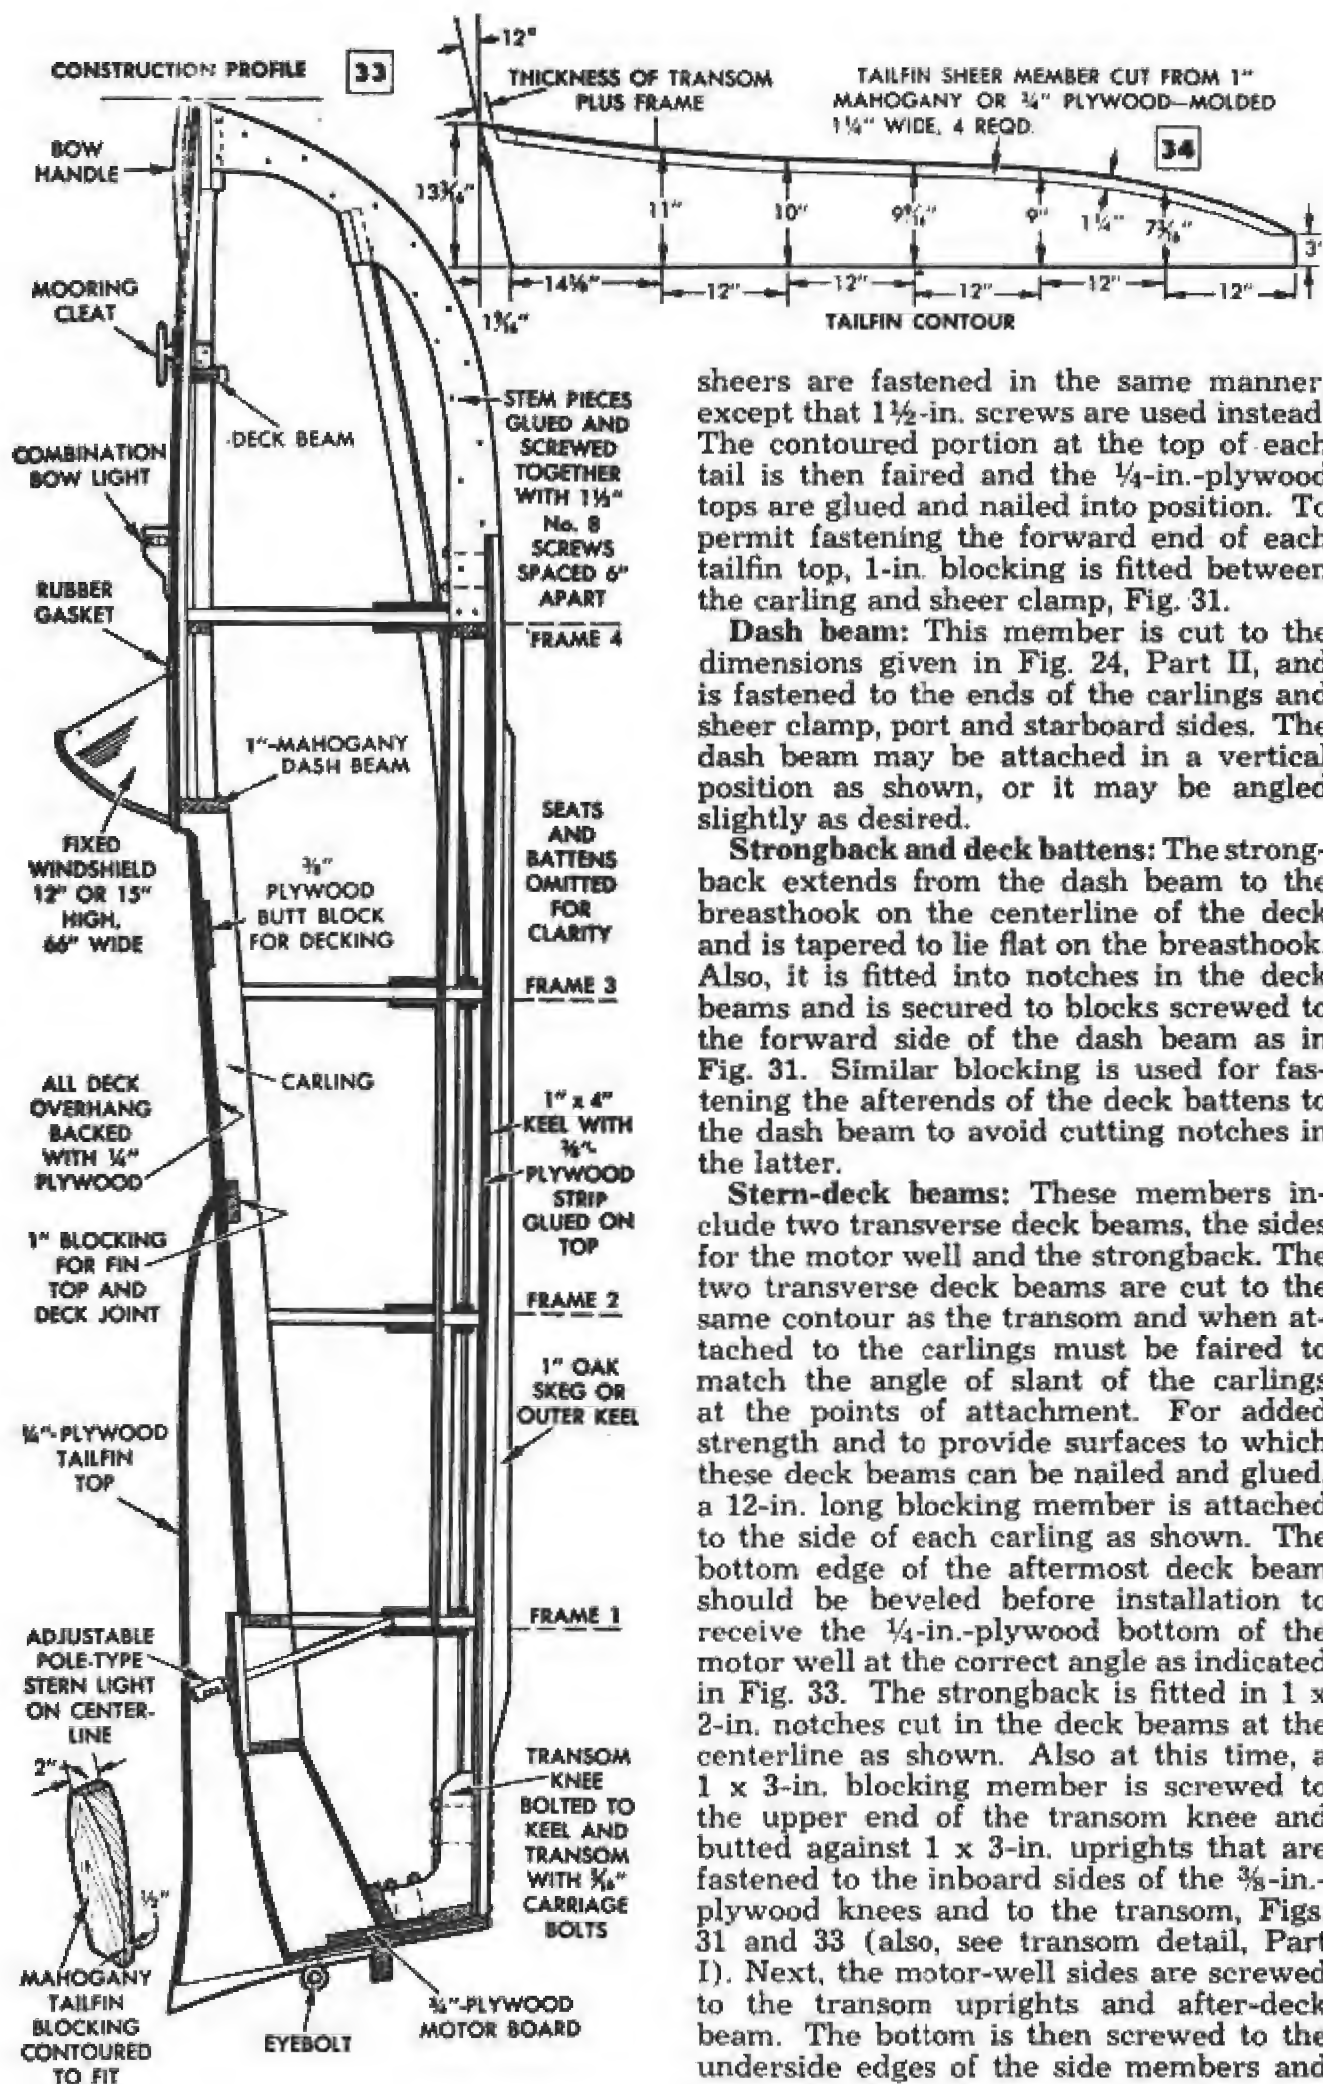 CONSTRUCTION PROFILE
33
BOW
HANDLE
MOORING
CLEAT
DECK BEAM
COMBINATION
BOW LIGHT
RUBBER
GASKET
STEM PIECES
GLUED AND
SCREWED
TOGETHER
WITH 1½"
No. 8
SCREWS
SPACED 6"
APART
FRAME 4
1"-MAHOGANY
DASH BEAM
FIXED
WINDSHIELD
12" OR 15"
HIGH,
66" WIDE
⅜"
PLYWOOD
BUTT BLOCK
FOR DECKING
SEATS
AND
BATTENS
OMITTED
FOR
CLARITY
FRAME 3
CARLING
ALL DECK
OVERHANG
BACKED
WITH ¼"
PLYWOOD
1" x 4"
KEEL WITH
⅜"-
PLYWOOD
STRIP
GLUED ON
TOP
1" BLOCKING
FOR FIN
TOP AND
DECK JOINT
FRAME 2
1" OAK
SKEG OR
OUTER KEEL
¼"-PLYWOOD
TAILFIN
TOP
FRAME 1
ADJUSTABLE
POLE-TYPE
STERN LIGHT
ON CENTER-
LINE
2"
½"
MAHOGANY
TAILFIN
BLOCKING
CONTOURED
TO FIT
TRANSOM
KNEE
BOLTED TO
KEEL AND
TRANSOM
WITH 5/16"
CARRIAGE
BOLTS
¾"-PLYWOOD
MOTOR BOARD
EYEBOLT
12°
THICKNESS OF TRANSOM
PLUS FRAME
TAILFIN SHEER MEMBER CUT FROM 1"
MAHOGANY OR ¾" PLYWOOD—MOLDED
1¼" WIDE, 4 REQD.
34
11"
10"
9"
1¼"
3"
12"
12"
12"
12"
12"
TAILFIN CONTOUR
sheers are fastened in the same manner
except that 1½-in. screws are used instead
The contoured portion at the top of each
tail is then faired and the ¼-in.-plywood
tops are glued and nailed into position. To
permit fastening the forward end of each
tailfin top, 1-in. blocking is fitted between
the carling and sheer clamp, Fig. 31.
Dash beam: This member is cut to the
dimensions given in Fig. 24, Part II, and
is fastened to the ends of the carlings and
sheer clamp, port and starboard sides. The
dash beam may be attached in a vertical
position as shown, or it may be angled
slightly as desired.
Strongback and deck battens: The strong-
back extends from the dash beam to the
breasthook on the centerline of the deck
and is tapered to lie flat on the breasthook.
Also, it is fitted into notches in the deck
beams and is secured to blocks screwed to
the forward side of the dash beam as in
Fig. 31. Similar blocking is used for fas-
tening the afterends of the deck battens to
the dash beam to avoid cutting notches in
the latter.
Stern-deck beams: These members in-
clude two transverse deck beams, the sides
for the motor well and the strongback. The
two transverse deck beams are cut to the
same contour as the transom and when at-
tached to the carlings must be faired to
match the angle of slant of the carlings
at the points of attachment. For added
strength and to provide surfaces to which
these deck beams can be nailed and glued
a 12-in. long blocking member is attached
to the side of each carling as shown. The
bottom edge of the aftermost deck beam
should be beveled before installation to
receive the ¼-in.-plywood bottom of the
motor well at the correct angle as indicated
in Fig. 33. The strongback is fitted in 1 x
2-in. notches cut in the deck beams at the
centerline as shown. Also at this time, a
1 x 3-in. blocking member is screwed to
the upper end of the transom knee and
butted against 1 x 3-in. uprights that are
fastened to the inboard sides of the ⅜-in.-
plywood knees and to the transom, Figs
31 and 33 (also, see transom detail, Part
I). Next, the motor-well sides are screwed
to the transom uprights and after-deck
beam. The bottom is then screwed to the
underside edges of the side members and